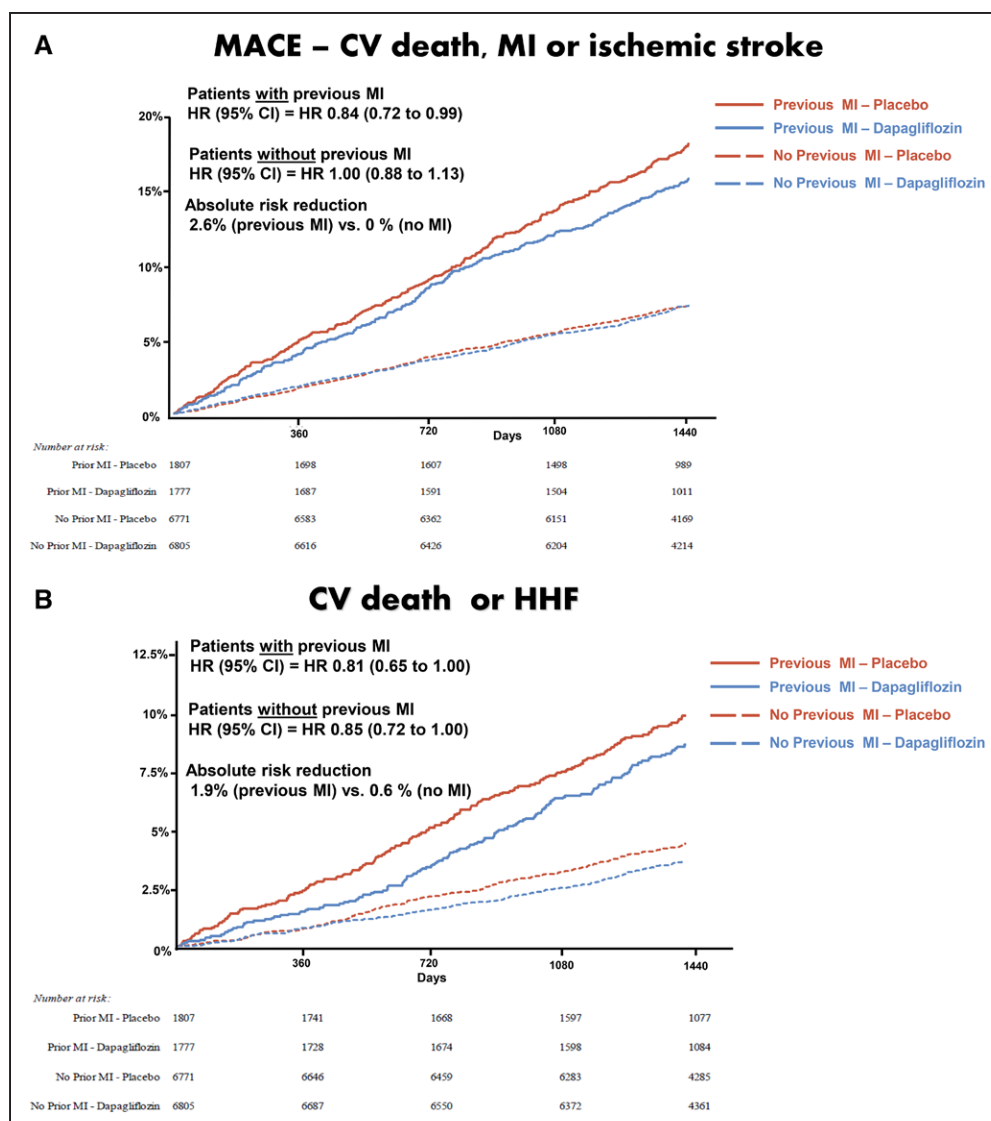 A
MACE – CV death, MI or ischemic stroke
Patients with previous MI
HR (95% CI) = HR 0.84 (0.72 to 0.99)
Patients without previous MI
HR (95% CI) = HR 1.00 (0.88 to 1.13)
Absolute risk reduction
2.6% (previous MI) vs. 0 % (no MI)
Previous MI – Placebo
Previous MI – Dapagliflozin
No Previous MI – Placebo
No Previous MI – Dapagliflozin
20%
15%
10%
5%
0%
360 720 1080 1440
Days
Number at risk:
Prior MI - Placebo 1807 1698 1607 1498 989
Prior MI - Dapagliflozin 1777 1687 1591 1504 1011
No Prior MI - Placebo 6771 6583 6362 6151 4169
No Prior MI - Dapagliflozin 6805 6616 6426 6204 4214
B
CV death or HHF
Patients with previous MI
HR (95% CI) = HR 0.81 (0.65 to 1.00)
Patients without previous MI
HR (95% CI) = HR 0.85 (0.72 to 1.00)
Absolute risk reduction
1.9% (previous MI) vs. 0.6 % (no MI)
Previous MI – Placebo
Previous MI – Dapagliflozin
No Previous MI – Placebo
No Previous MI – Dapagliflozin
12.5%
10%
7.5%
5%
2.5%
0%
360 720 1080 1440
Days
Number at risk:
Prior MI - Placebo 1807 1741 1668 1597 1077
Prior MI - Dapagliflozin 1777 1728 1674 1598 1084
No Prior MI - Placebo 6771 6646 6459 6283 4285
No Prior MI - Dapagliflozin 6805 6687 6550 6372 4361